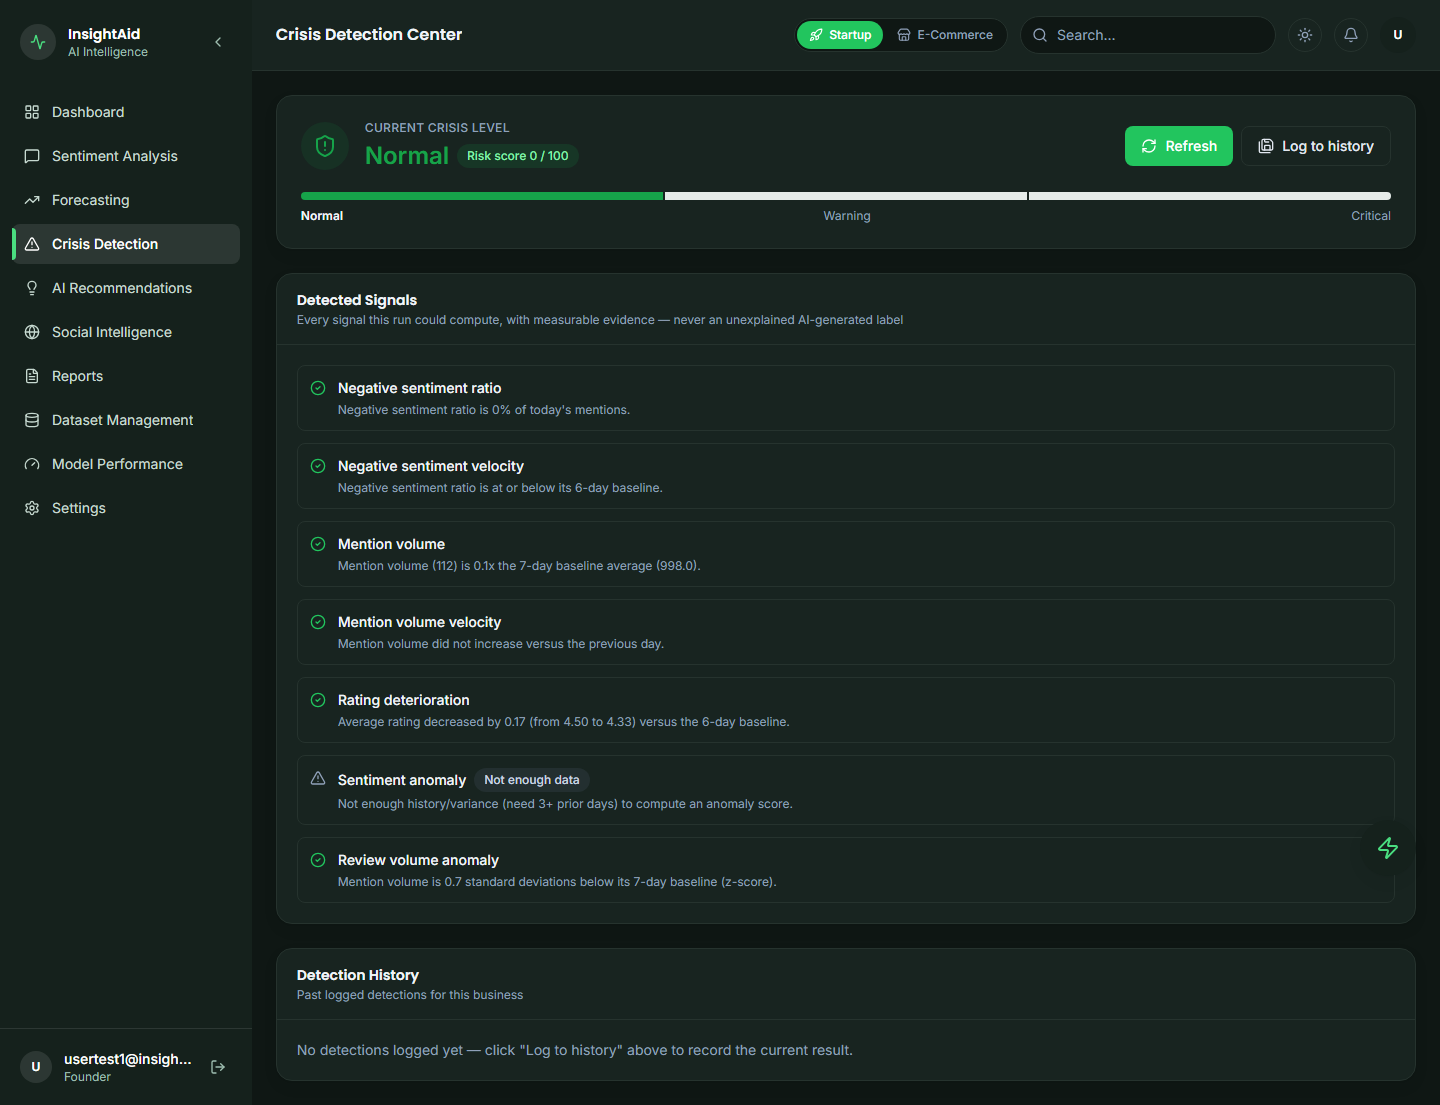 InsightAid
AI Intelligence
Dashboard
Sentiment Analysis
Forecasting
Crisis Detection
AI Recommendations
Social Intelligence
Reports
Dataset Management
Model Performance
Settings
U
usertest1@insigh...
Founder
Crisis Detection Center
Startup
E-Commerce
Search...
U
CURRENT CRISIS LEVEL
Normal
Risk score 0 / 100
Refresh
Log to history
Normal
Warning
Critical
Detected Signals
Every signal this run could compute, with measurable evidence — never an unexplained AI-generated label
Negative sentiment ratio
Negative sentiment ratio is 0% of today's mentions.
Negative sentiment velocity
Negative sentiment ratio is at or below its 6-day baseline.
Mention volume
Mention volume (112) is 0.1x the 7-day baseline average (998.0).
Mention volume velocity
Mention volume did not increase versus the previous day.
Rating deterioration
Average rating decreased by 0.17 (from 4.50 to 4.33) versus the 6-day baseline.
Sentiment anomaly
Not enough data
Not enough history/variance (need 3+ prior days) to compute an anomaly score.
Review volume anomaly
Mention volume is 0.7 standard deviations below its 7-day baseline (z-score).
Detection History
Past logged detections for this business
No detections logged yet — click "Log to history" above to record the current result.